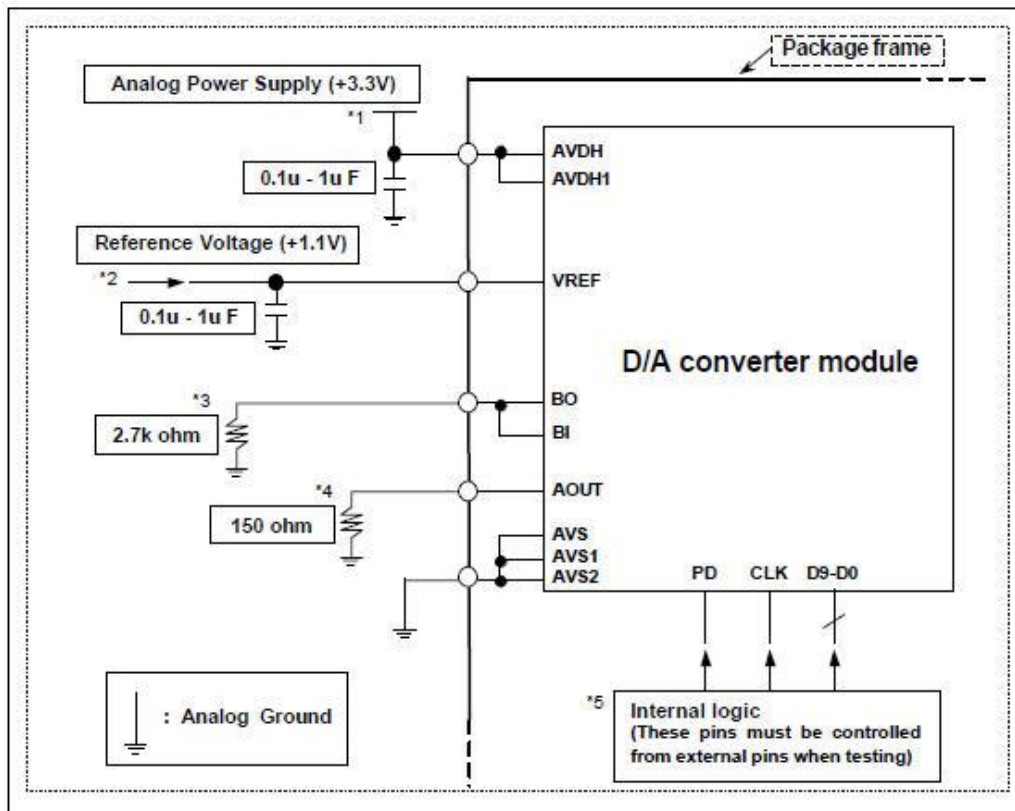 Package frame
Analog Power Supply (+3.3V)
*1
AVDH
0.1u - 1u F
AVDH1
Reference Voltage (+1.1V)
*2
VREF
0.1u - 1u F
D/A converter module
*3
BO
2.7k ohm
BI
*4
AOUT
150 ohm
AVS
AVS1
AVS2
PD CLK D9-D0
*5
Internal logic
(These pins must be controlled
from external pins when testing)
: Analog Ground